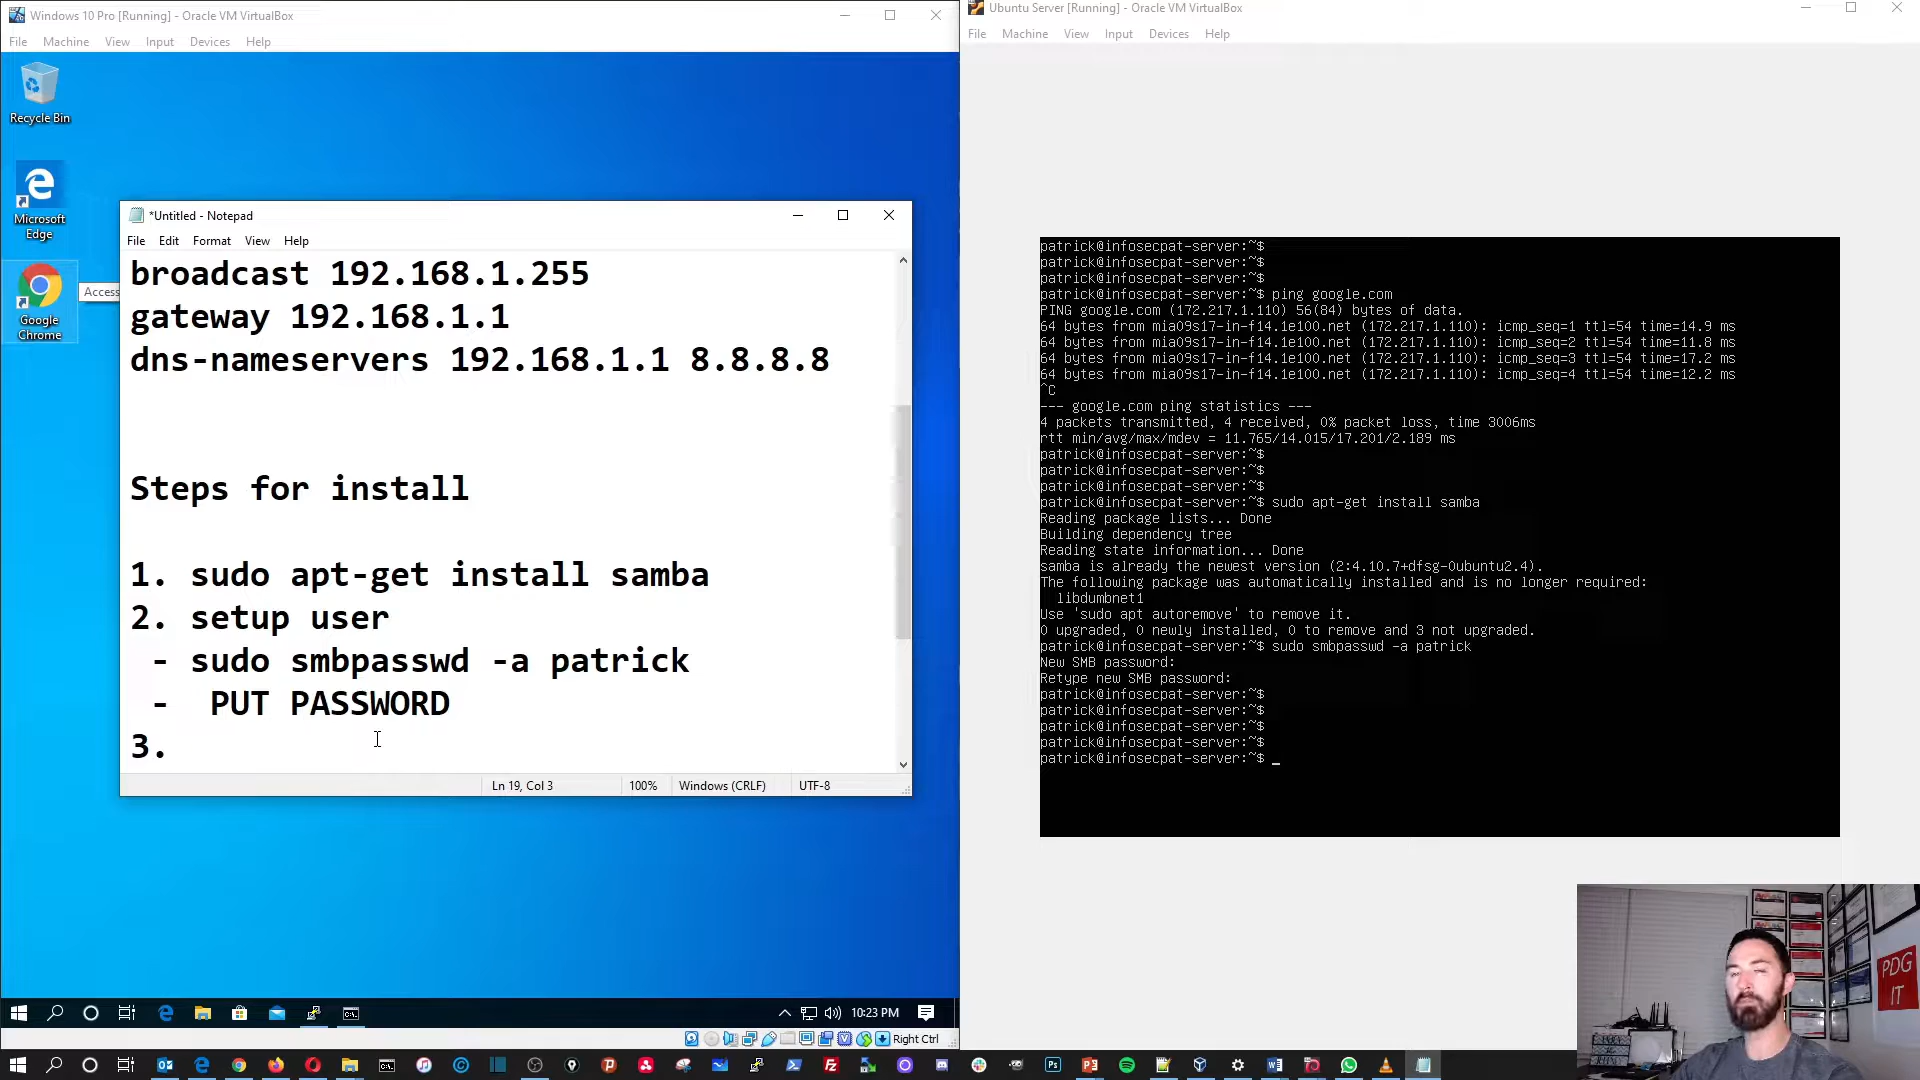 Windows 10 Pro [Running] - Oracle VM VirtualBox
File Machine View Input Devices Help
Recycle Bin
Microsoft
Edge
Google
Chrome
Access
*Untitled - Notepad
File Edit Format View Help
broadcast 192.168.1.255
gateway 192.168.1.1
dns-nameservers 192.168.1.1 8.8.8.8
Steps for install
1. sudo apt-get install samba
2. setup user
- sudo smbpasswd -a patrick
- PUT PASSWORD
3.
Ln 19, Col 3 100% Windows (CRLF) UTF-8
10:23 PM
Right Ctrl
Ubuntu Server [Running] - Oracle VM VirtualBox
File Machine View Input Devices Help
patrick@infosecpat-server:~$
patrick@infosecpat-server:~$
patrick@infosecpat-server:~$
patrick@infosecpat-server:~$ ping google.com
PING google.com (172.217.1.110) 56(84) bytes of data.
64 bytes from mia09s17-in-f14.1e100.net (172.217.1.110): icmp_seq=1 ttl=54 time=14.9 ms
64 bytes from mia09s17-in-f14.1e100.net (172.217.1.110): icmp_seq=2 ttl=54 time=11.8 ms
64 bytes from mia09s17-in-f14.1e100.net (172.217.1.110): icmp_seq=3 ttl=54 time=17.2 ms
64 bytes from mia09s17-in-f14.1e100.net (172.217.1.110): icmp_seq=4 ttl=54 time=12.2 ms
^C
--- google.com ping statistics ---
4 packets transmitted, 4 received, 0% packet loss, time 3006ms
rtt min/avg/max/mdev = 11.765/14.015/17.201/2.189 ms
patrick@infosecpat-server:~$
patrick@infosecpat-server:~$
patrick@infosecpat-server:~$
patrick@infosecpat-server:~$ sudo apt-get install samba
Reading package lists... Done
Building dependency tree
Reading state information... Done
samba is already the newest version (2:4.10.7+dfsg-0ubuntu2.4).
The following package was automatically installed and is no longer required:
libdumbnet1
Use 'sudo apt autoremove' to remove it.
0 upgraded, 0 newly installed, 0 to remove and 3 not upgraded.
patrick@infosecpat-server:~$ sudo smbpasswd -a patrick
New SMB password:
Retype new SMB password:
patrick@infosecpat-server:~$
patrick@infosecpat-server:~$
patrick@infosecpat-server:~$
patrick@infosecpat-server:~$
patrick@infosecpat-server:~$ _
PDG
IT